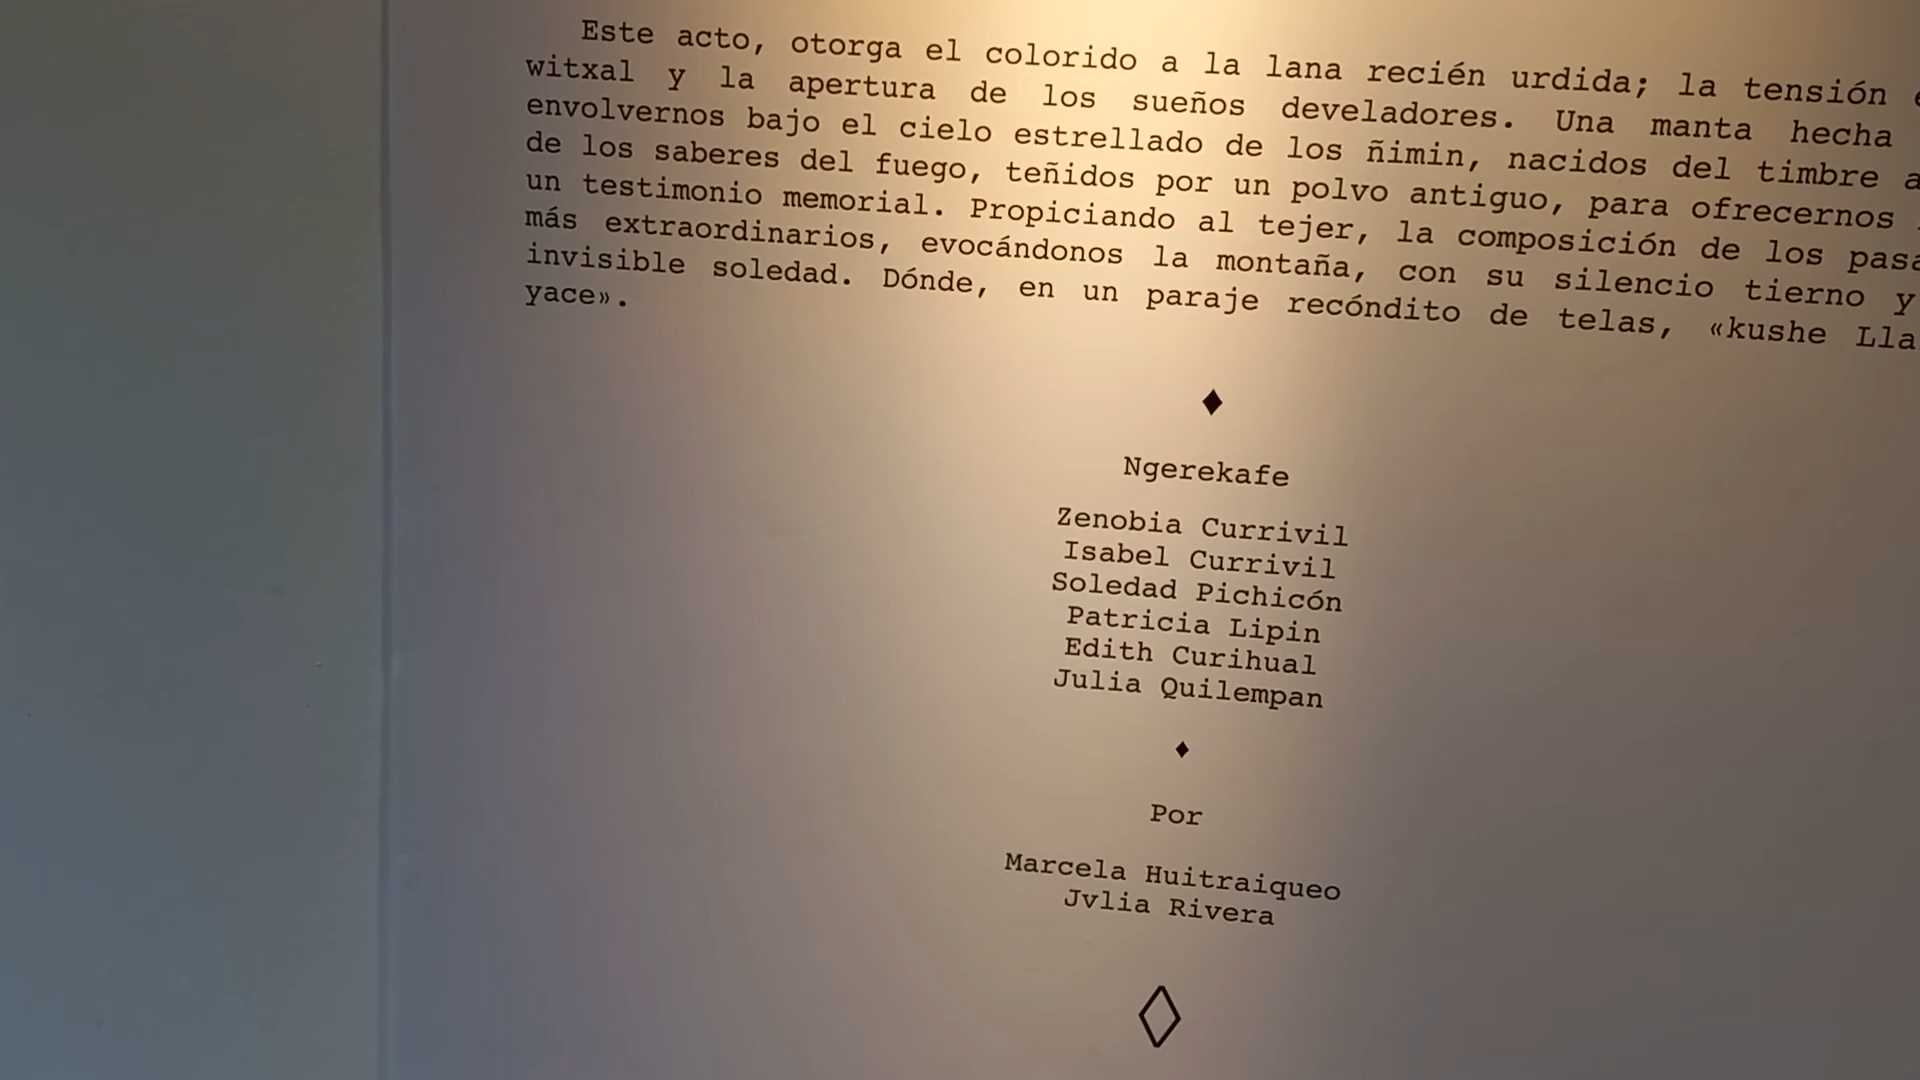 Este acto, otorga el colorido a la lana recién urdida; la tensión
witxal y la apertura de los sueños develadores. Una manta hecha
envolvernos bajo el cielo estrellado de los ñimin, nacidos del timbre
de los saberes del fuego, teñidos por un polvo antiguo, para ofrecernos
un testimonio memorial. Propiciando al tejer, la composición de los
más extraordinarios, evocándonos la montaña, con su silencio tierno y
invisible soledad. Dónde, en un paraje recóndito de telas, «kushe
yace».
Ngerekafe
Zenobia Currivil
Isabel Currivil
Soledad Pichicón
Patricia Lipin
Edith Curihual
Julia Quilempan
Por
Marcela Huitraiqueo
Jvlia Rivera